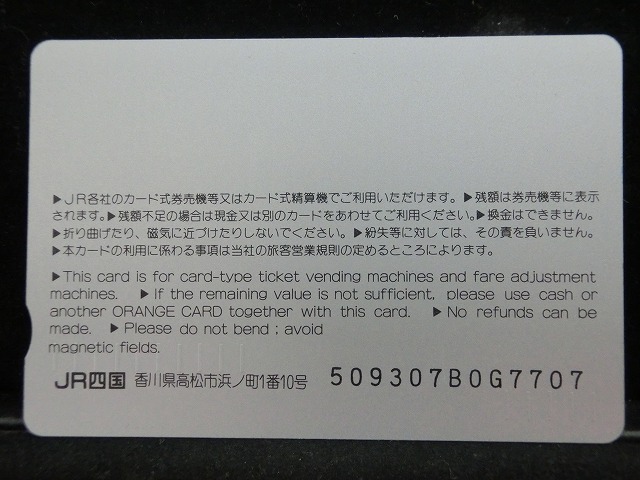 ▶JR各社のカード式券売機等又はカード式精算機でご利用いただけます。▶残額は券売機等に表示
されます。▶残額不足の場合は現金又は別のカードをあわせてご利用ください。▶換金はできません。
▶折り曲げたり、磁気に近づけたりしないでください。▶紛失等に対しては、その責を負いません。
▶本カードの利用に係わる事項は当社の旅客営業規則の定めるところによります。
▶This card is for card-type ticket vending machines and fare adjustment
machines. ▶If the remaining value is not sufficient, please use cash or
another ORANGE CARD together with this card. ▶No refunds can be
made. ▶Please do not bend; avoid
magnetic fields.
JR四国 香川県高松市浜ノ町1番10号 509307B0G7707